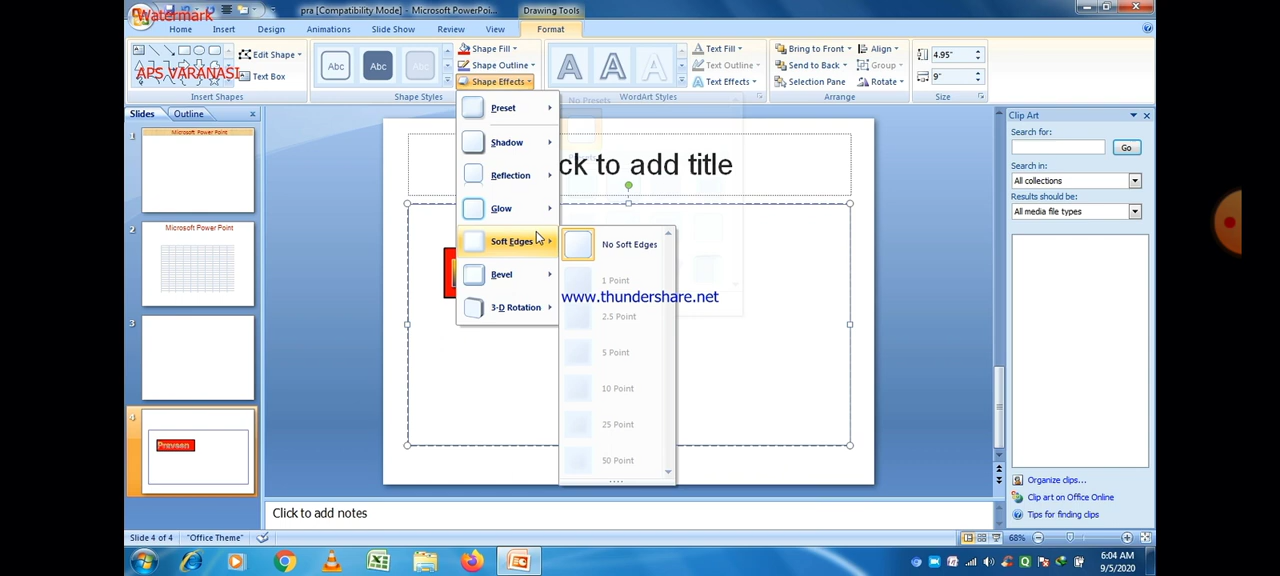 Watermark
pra [Compatibility Mode] - Microsoft PowerPoi...
Drawing Tools
Home
Insert
Design
Animations
Slide Show
Review
View
Format
APS VARANASI
Edit Shape
Text Box
Insert Shapes
Abc
Abc
Abc
Shape Fill
Shape Outline
Shape Effects
Shape Styles
Text Fill
Text Outline
Text Effects
WordArt Styles
Bring to Front
Send to Back
Selection Pane
Align
Group
Rotate
Arrange
4.95"
9"
Size
Slides
Outline
1
Microsoft Power Point
2
Microsoft Power Point
3
4
Praveen
Preset
Shadow
Reflection
Glow
Soft Edges
Bevel
3-D Rotation
No Presets
ck to add title
No Soft Edges
1 Point
2.5 Point
5 Point
10 Point
25 Point
50 Point
www.thundershare.net
Clip Art
Search for:
Go
Search in:
All collections
Results should be:
All media file types
Organize clips...
Clip art on Office Online
Tips for finding clips
Click to add notes
Slide 4 of 4
"Office Theme"
68%
6:04 AM
9/5/2020